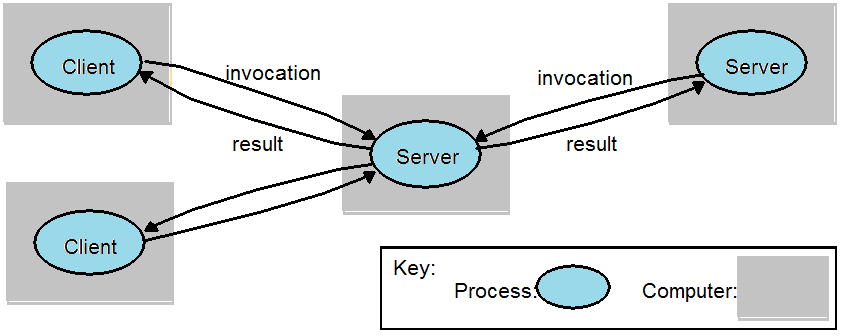 Client
invocation
result
Server
invocation
result
Server
Client
Key:
Process:
Computer: